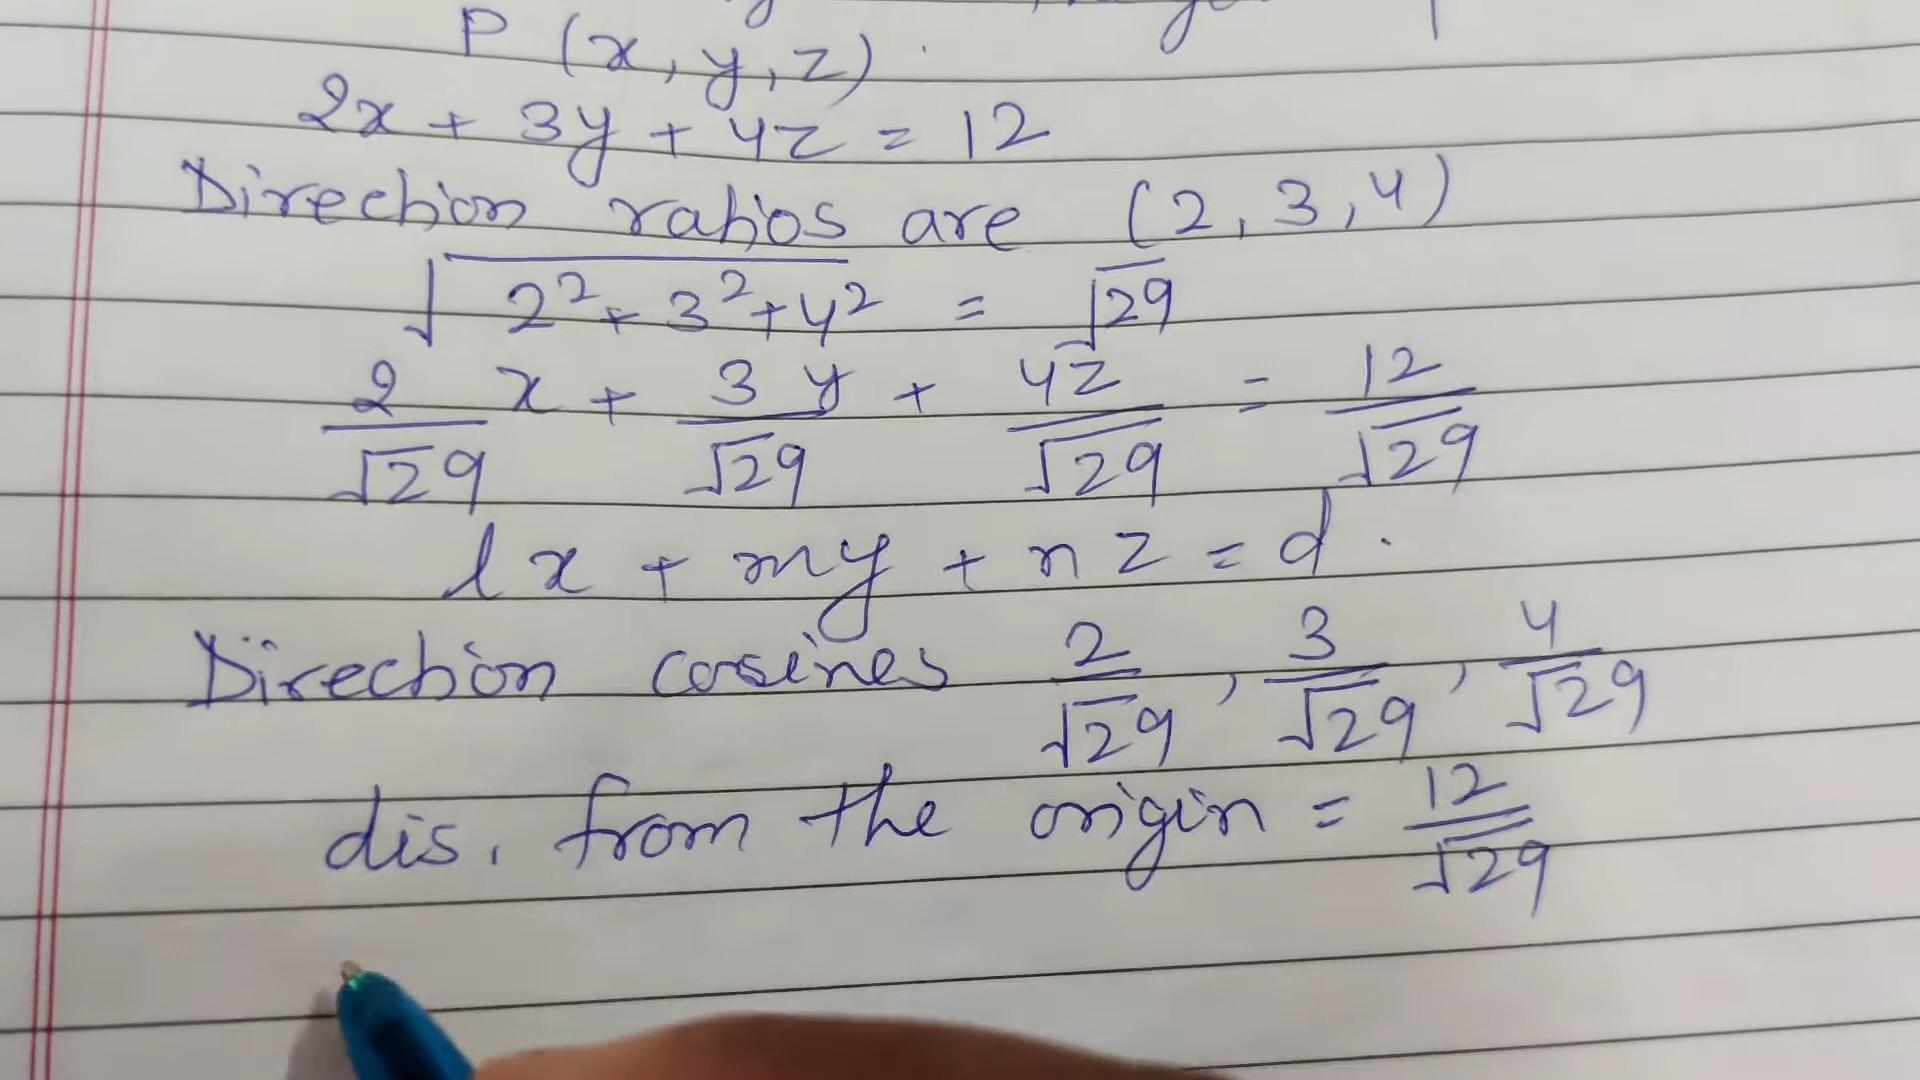 P (x, y, z).
2x + 3y + 4z = 12
Direction ratios are (2, 3, 4)
√(2² + 3² + 4²) = √29
2/√29 x + 3y/√29 + 4z/√29 = 12/√29
lx + my + nz = d.
Direction cosines 2/√29, 3/√29, 4/√29
dis. from the origin = 12/√29